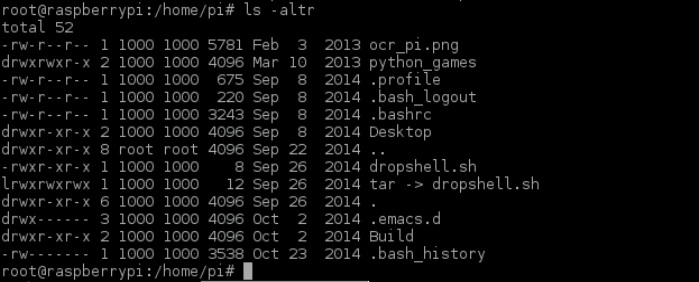 root@raspberrypi:/home/pi# ls -altr
total 52
-rw-r--r-- 1 1000 1000 5781 Feb  3  2013 ocr_pi.png
drwxrwxr-x 2 1000 1000 4096 Mar 10  2013 python_games
-rw-r--r-- 1 1000 1000  675 Sep  8  2014 .profile
-rw-r--r-- 1 1000 1000  220 Sep  8  2014 .bash_logout
-rw-r--r-- 1 1000 1000 3243 Sep  8  2014 .bashrc
drwxr-xr-x 2 1000 1000 4096 Sep  8  2014 Desktop
drwxr-xr-x 8 root root 4096 Sep 22  2014 ..
-rwxr-xr-x 1 1000 1000    8 Sep 26  2014 dropshell.sh
lrwxrwxrwx 1 1000 1000   12 Sep 26  2014 tar -> dropshell.sh
drwxr-xr-x 6 1000 1000 4096 Sep 26  2014 .
drwx------ 3 1000 1000 4096 Oct  2  2014 .emacs.d
drwxr-xr-x 2 1000 1000 4096 Oct  2  2014 Build
-rw------- 1 1000 1000 3538 Oct 23  2014 .bash_history
root@raspberrypi:/home/pi#